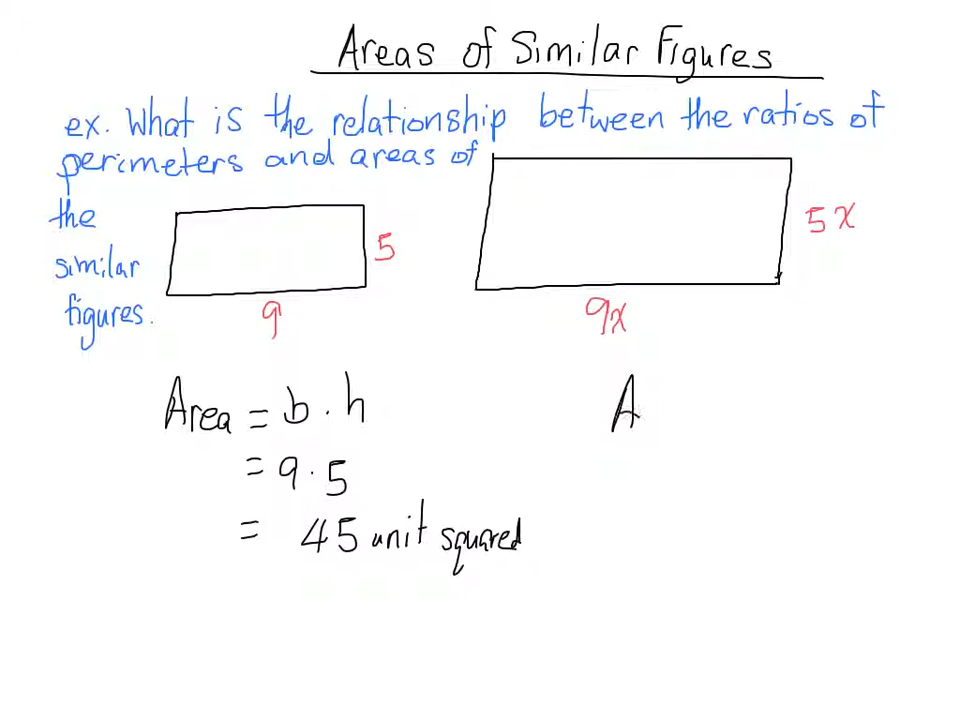 Areas of Similar Figures
ex. What is the relationship between the ratios of
perimeters and areas of
the
similar
figures.
5
9
5x
9x
Area = b · h
= 9 · 5
= 45 unit squared
A